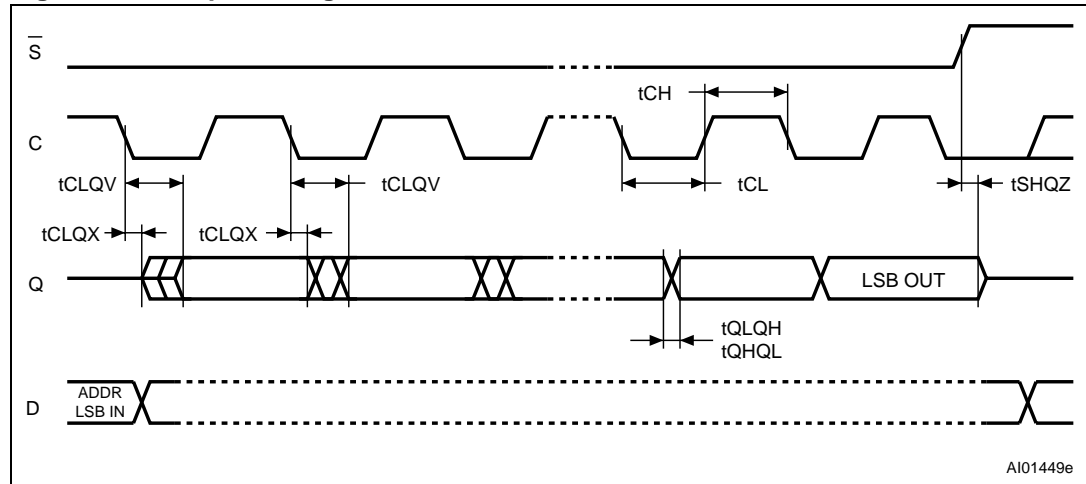 S
tCH
C
tCLQV
tCLQV
tCL
tSHQZ
tCLQX
tCLQX
Q
LSB OUT
tQLQH
tQHQL
D
ADDR
LSB IN
AI01449e